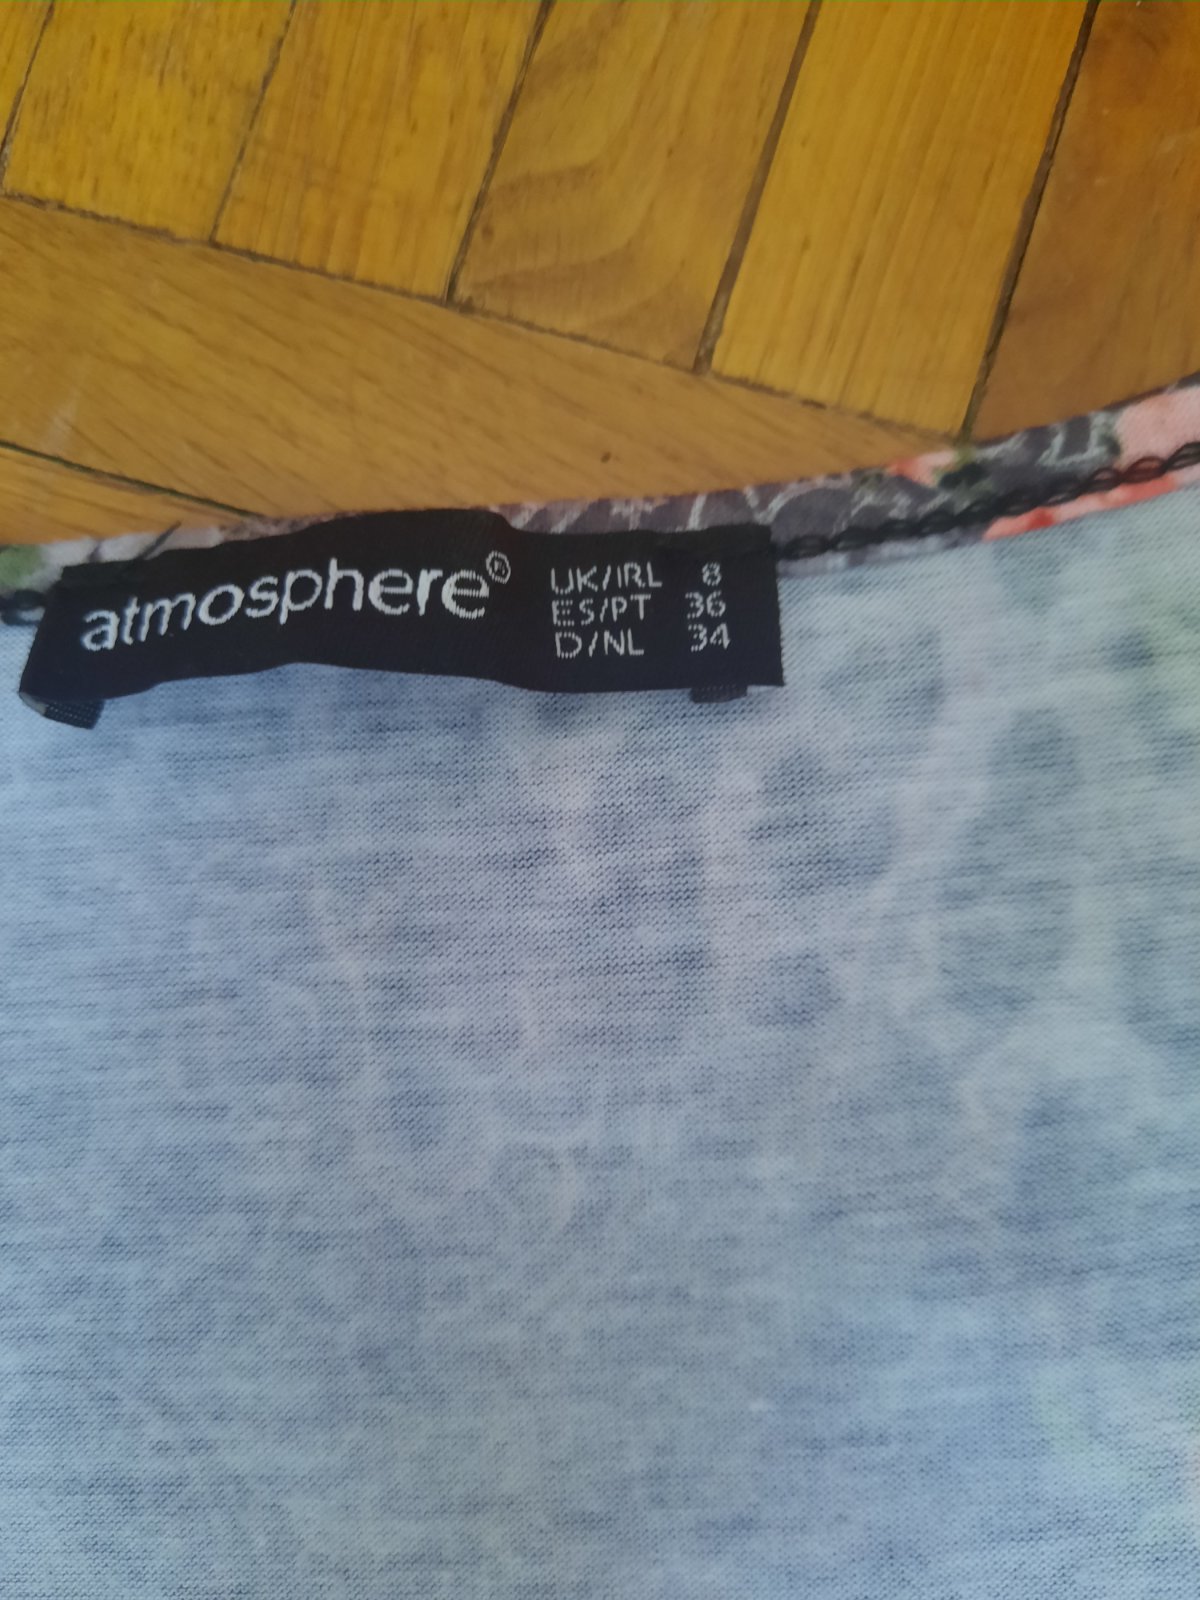 atmosphere®
UK/IRL 8
ES/PT 36
D/NL 34